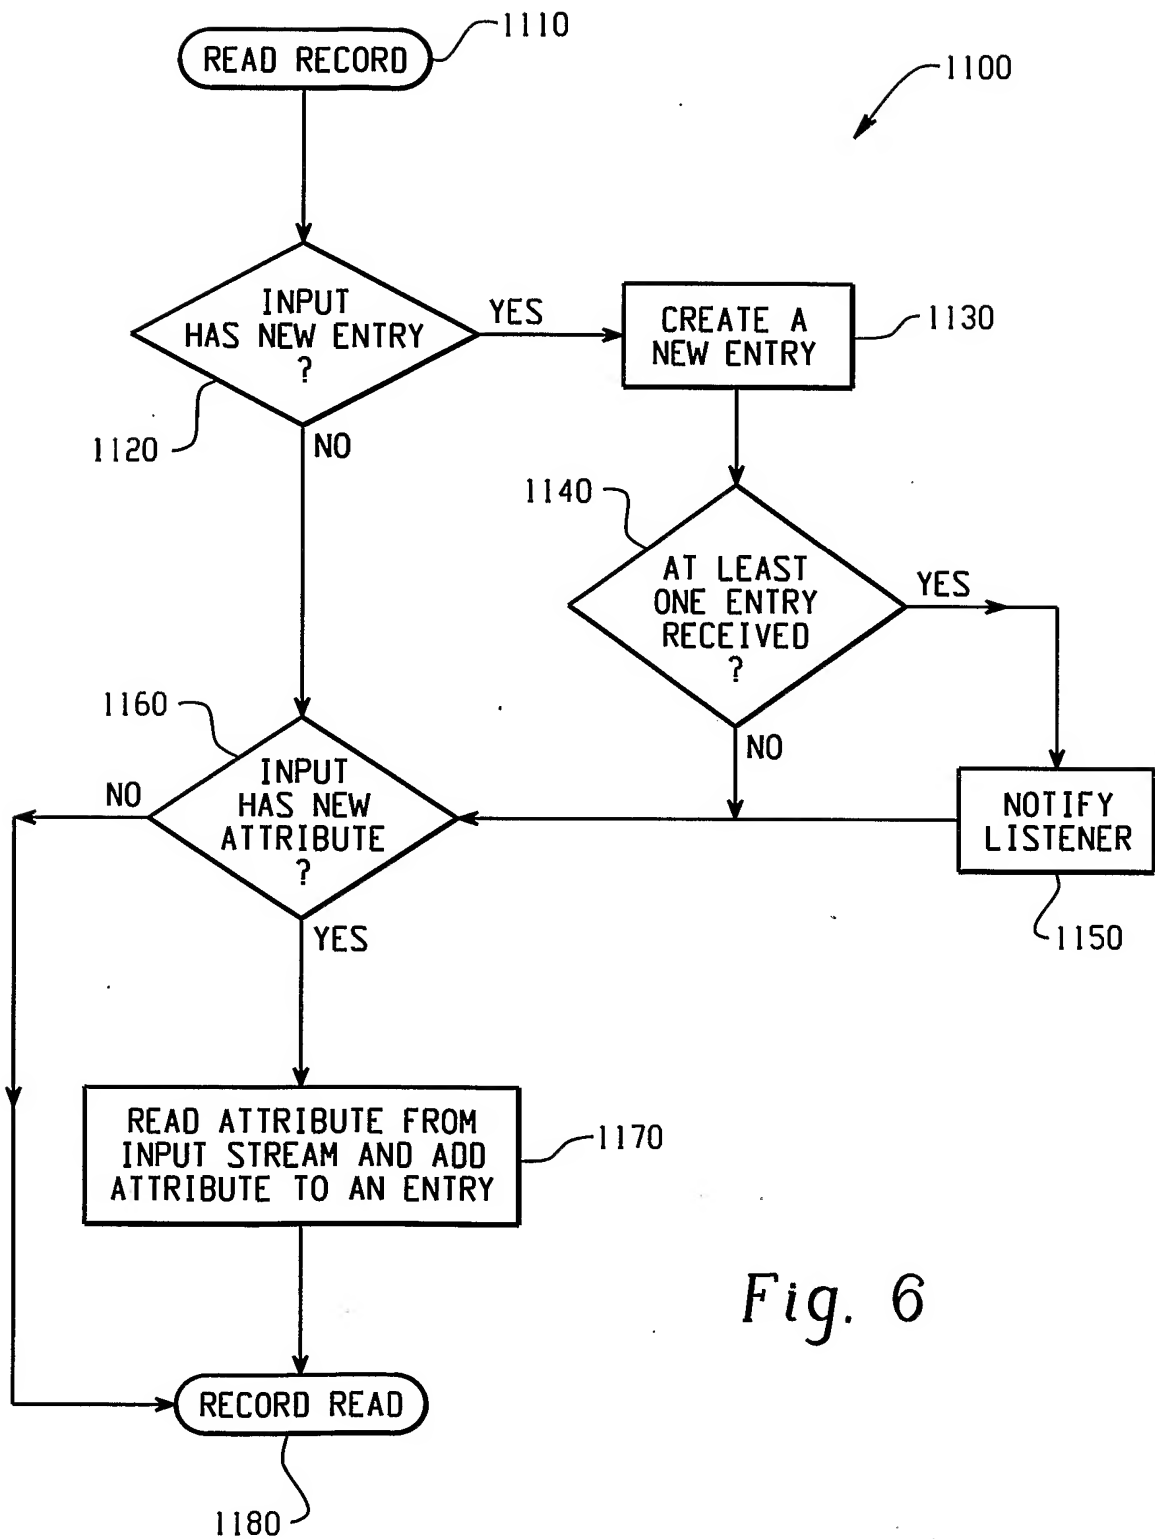 1110
READ RECORD
1100
INPUT
HAS NEW ENTRY
?
YES
CREATE A
NEW ENTRY
1130
1120
NO
1140
AT LEAST
ONE ENTRY
RECEIVED
?
YES
1160
NO
INPUT
HAS NEW
ATTRIBUTE
?
NO
NOTIFY
LISTENER
YES
1150
READ ATTRIBUTE FROM
INPUT STREAM AND ADD
ATTRIBUTE TO AN ENTRY
1170
Fig. 6
RECORD READ
1180